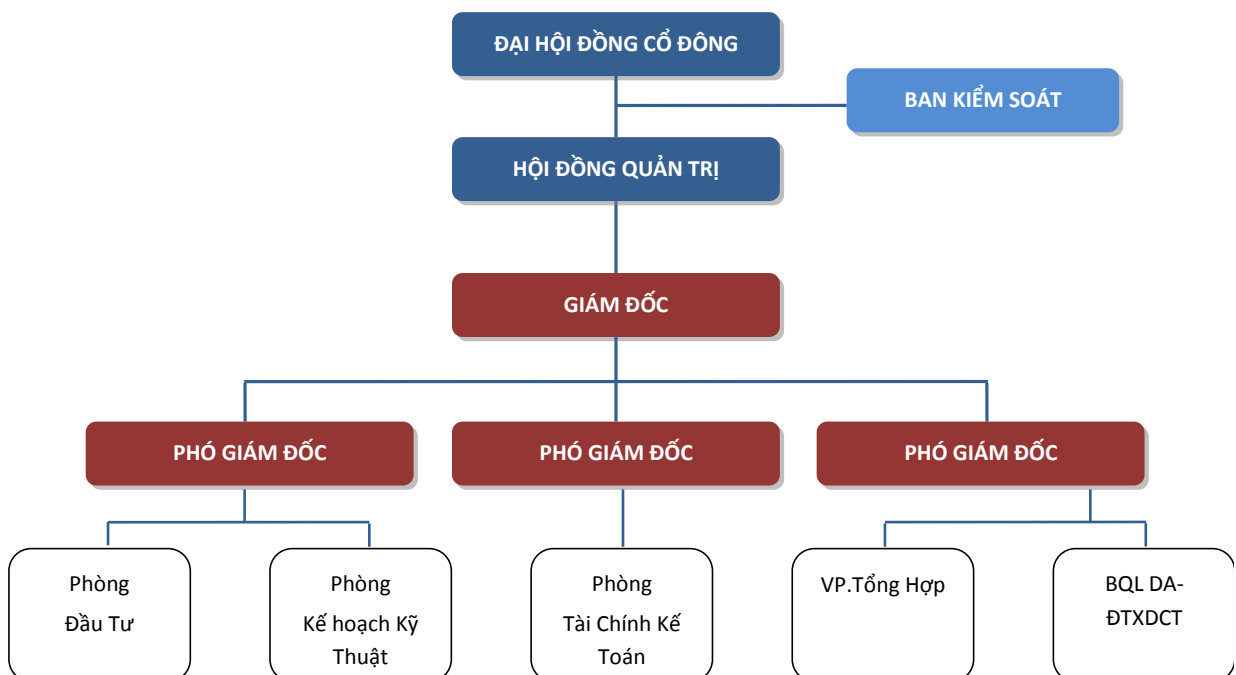 ĐẠI HỘI ĐỒNG CỔ ĐÔNG
BAN KIỂM SOÁT
HỘI ĐỒNG QUẢN TRỊ
GIÁM ĐỐC
PHÓ GIÁM ĐỐC
PHÓ GIÁM ĐỐC
PHÓ GIÁM ĐỐC
Phòng
Đầu Tư
Phòng
Kế hoạch Kỹ
Thuật
Phòng
Tài Chính Kế
Toán
VP.Tổng Hợp
BQL DA-
ĐTXDCT